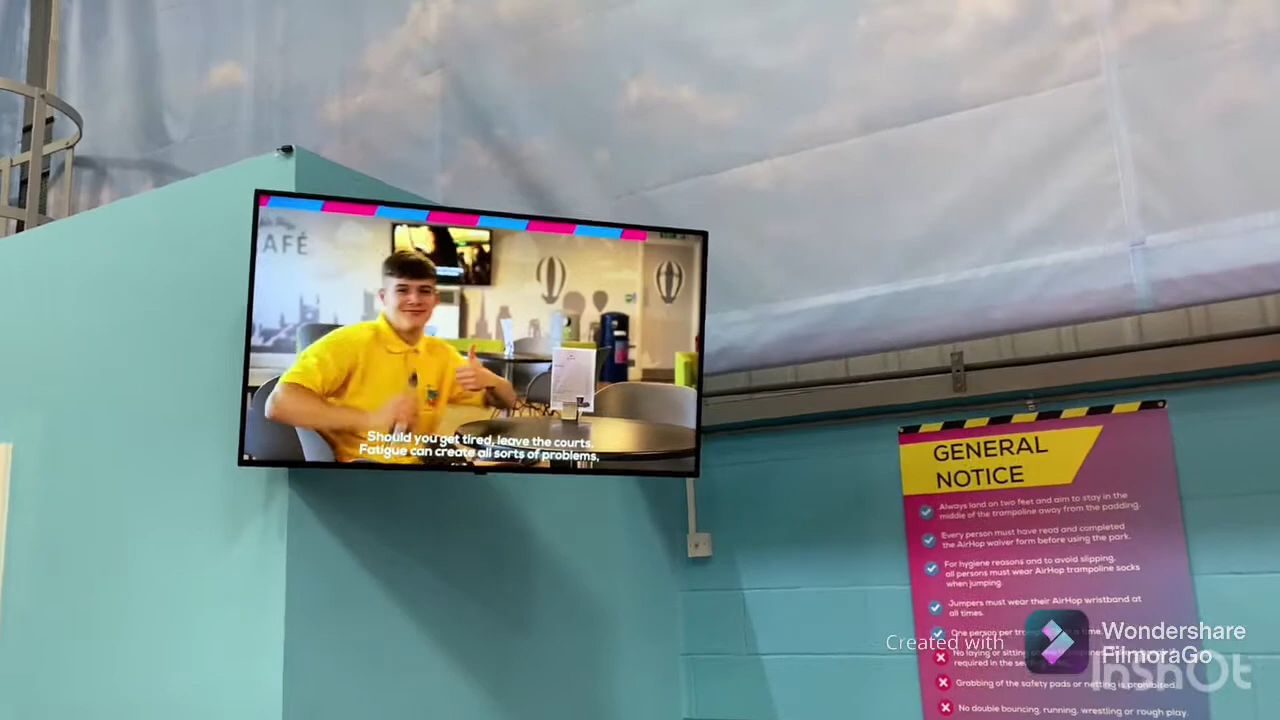 AFÉ
Should you get tired, leave the courts.
Fatigue can create all sorts of problems,
GENERAL
NOTICE
Always land on two feet and aim to stay in the
middle of the trampoline away from the padding.
Every person must have read and completed
the AirHop waiver form before using the park.
For hygiene reasons and to avoid slipping,
all persons must wear AirHop trampoline socks
when jumping.
Jumpers must wear their AirHop wristband at
all times.
One person per
No laying or sitting
required in the
Grabbing of the safety pads or netting is prohibited.
No double bouncing, running, wrestling or rough play.
Created with
Wondershare
FilmoraGo
InShOt